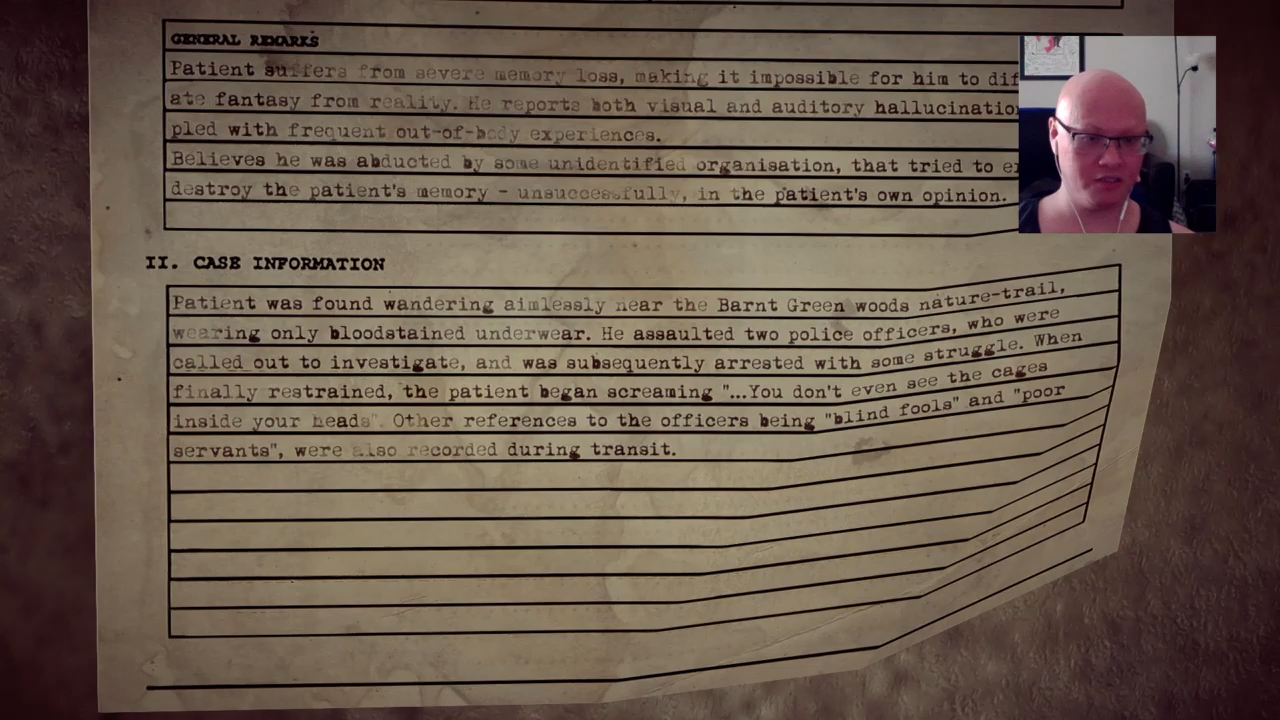 GENERAL REMARKS
Patient suffers from severe memory loss, making it impossible for him to dif
ate fantasy from reality. He reports both visual and auditory hallucinatio
pled with frequent out-of-body experiences.
Believes he was abducted by some unidentified organisation, that tried to e
destroy the patient's memory - unsuccessfully, in the patient's own opinion.
II. CASE INFORMATION
Patient was found wandering aimlessly near the Barnt Green woods nature-trail,
wearing only bloodstained underwear. He assaulted two police officers, who were
called out to investigate, and was subsequently arrested with some struggle. When
finally restrained, the patient began screaming "...You don't even see the cages
inside your heads". Other references to the officers being "blind fools" and "poor
servants", were also recorded during transit.